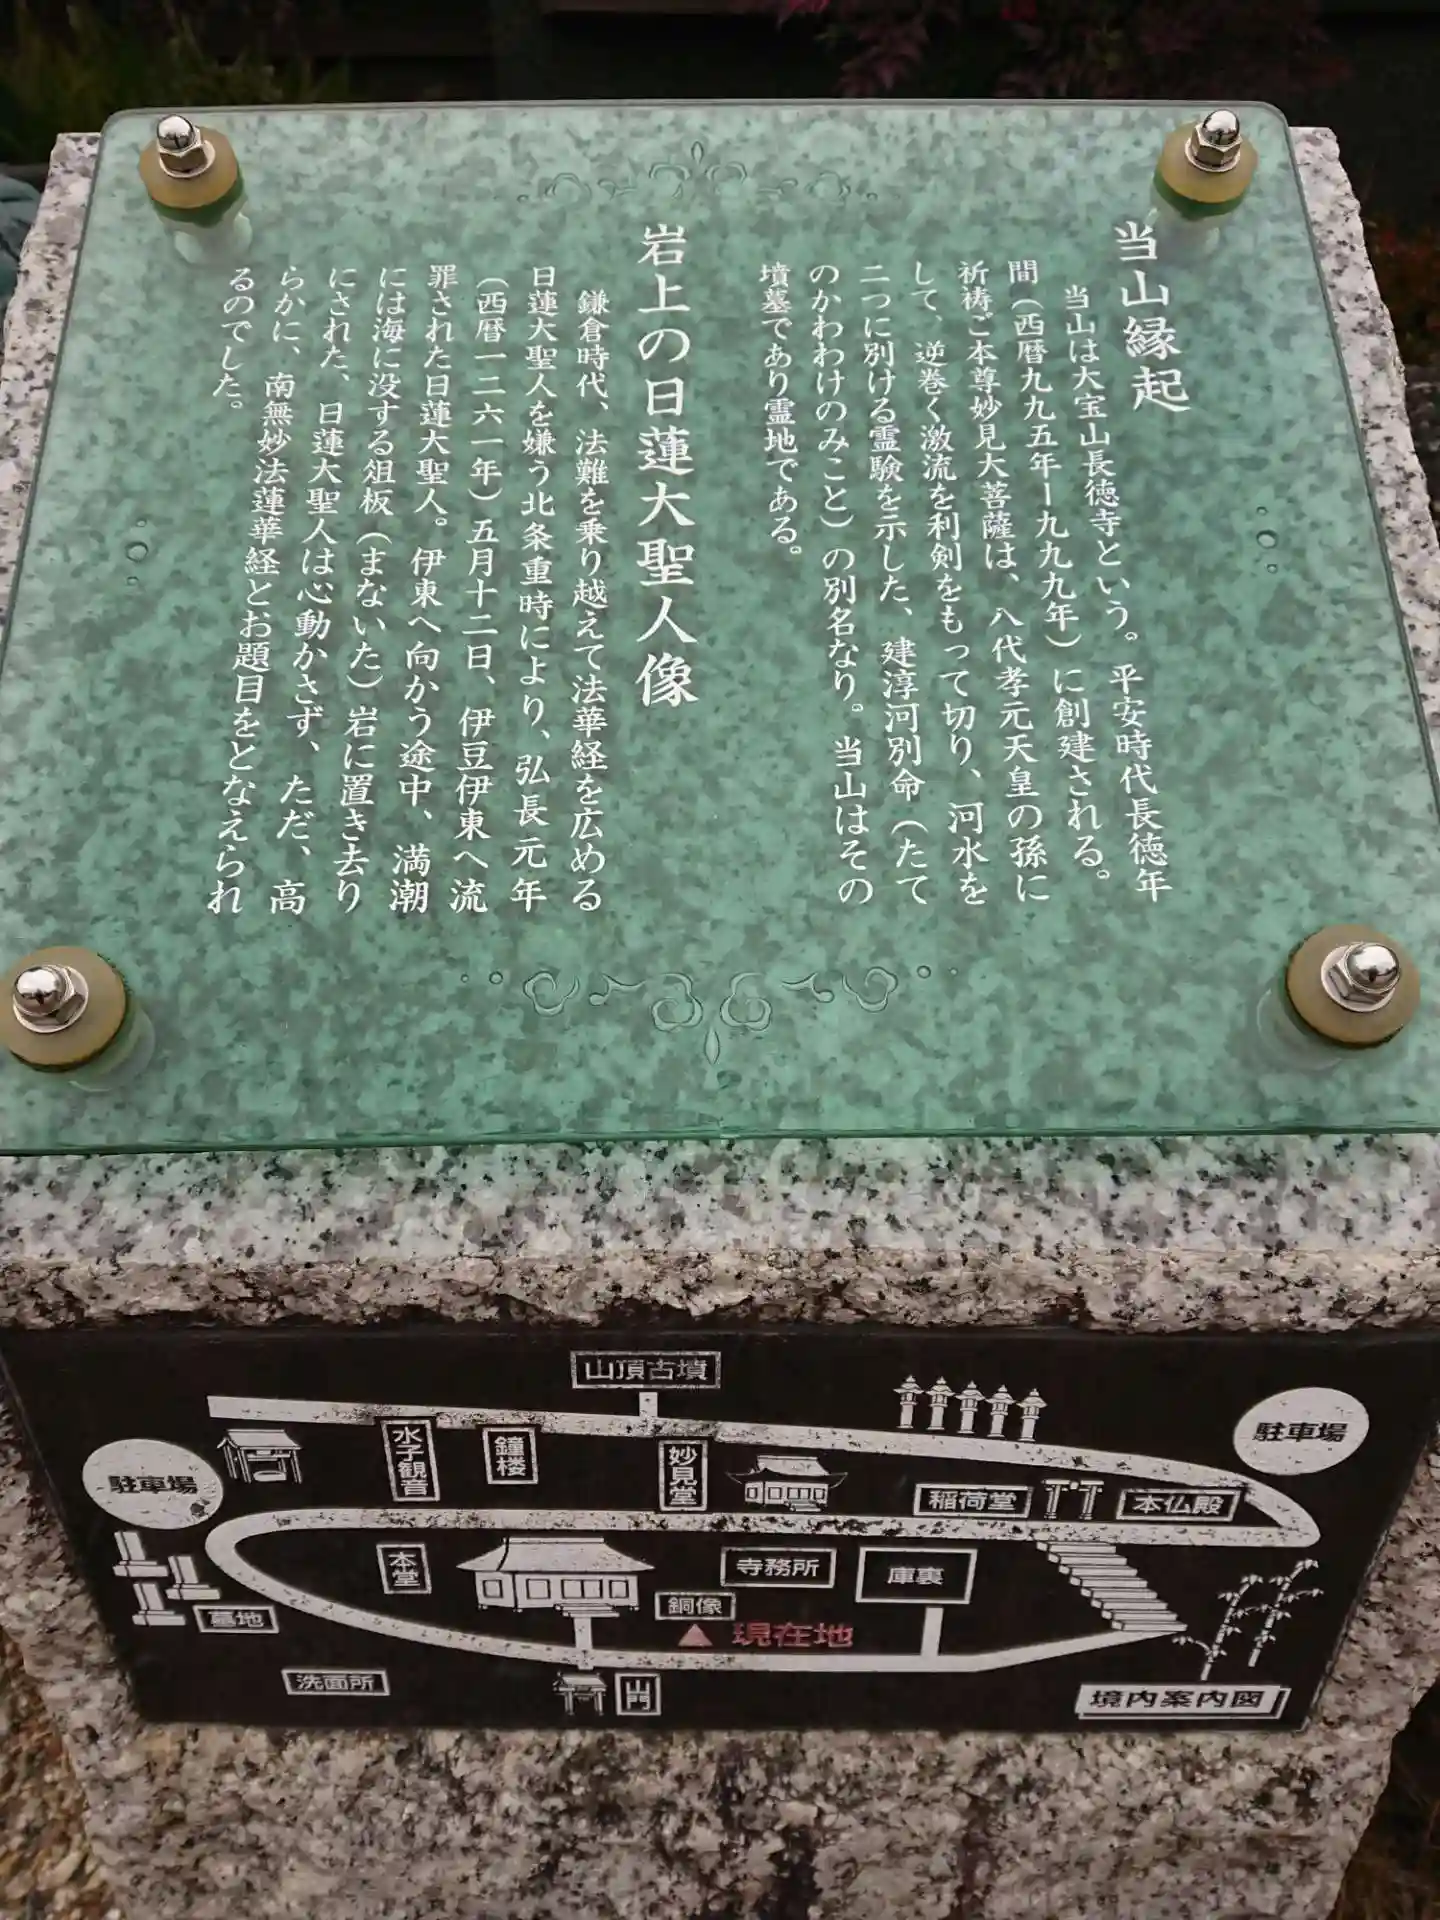 当山縁起
当山は大宝山長徳寺という。平安時代長徳年
間(西暦九九五年ー九九九年)に創建される。
祈祷ご本尊妙見大菩薩は、八代孝元天皇の孫に
して、逆巻く激流を利剣をもって切り、河水を
二つに別ける霊験を示した、建淳河別命(たて
のかわわけのみこと)の別名なり。当山はその
墳墓であり霊地である。
岩上の日蓮大聖人像
鎌倉時代、法難を乗り越えて法華経を広める
日蓮大聖人を嫌う北条重時により、弘長元年
(西暦一二六一年)五月十二日、伊豆伊東へ流
罪された日蓮大聖人。伊東へ向かう途中、満潮
には海に没する俎板(まないた)岩に置き去り
にされた、日蓮大聖人は心動かさず、ただ、高
らかに、南無妙法蓮華経とお題目をとなえられ
るのでした。
山頂古墳
駐車場
水子観音
鐘楼
妙見堂
駐車場
稲荷堂
本仏殿
本堂
寺務所
庫裏
墓地
銅像
現在地
洗面所
山門
境内案内図